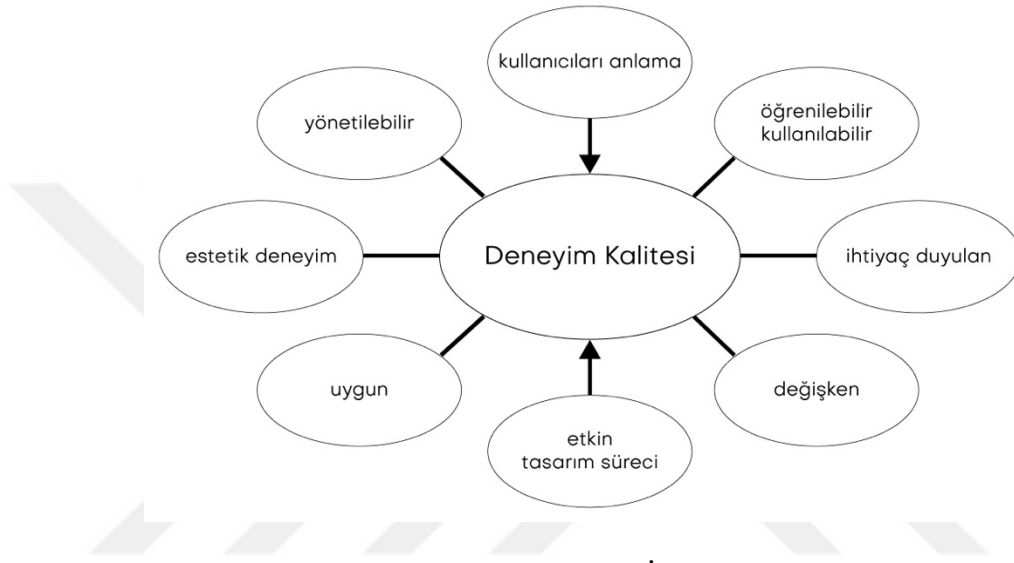 kullanıcıları anlama
yönetilebilir
öğrenilebilir
kullanılabilir
estetik deneyim
Deneyim Kalitesi
ihtiyaç duyulan
uygun
değişken
etkin
tasarım süreci